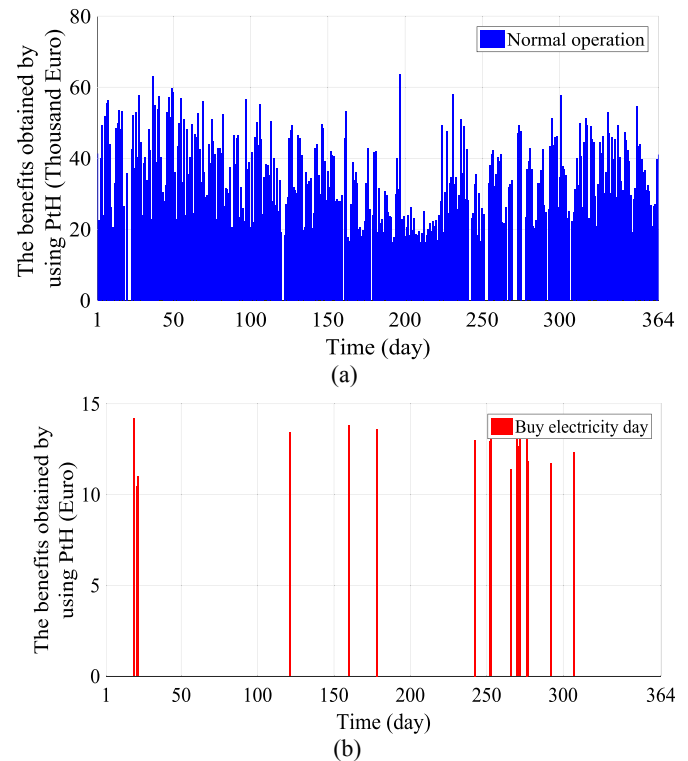 The benefits obtained by
using PtH (Thousand Euro)
80
60
40
20
0
Normal operation
1 50 100 150 200 250 300 364
Time (day)
(a)
The benefits obtained by
using PtH (Euro)
15
10
5
0
Buy electricity day
1 50 100 150 200 250 300 364
Time (day)
(b)